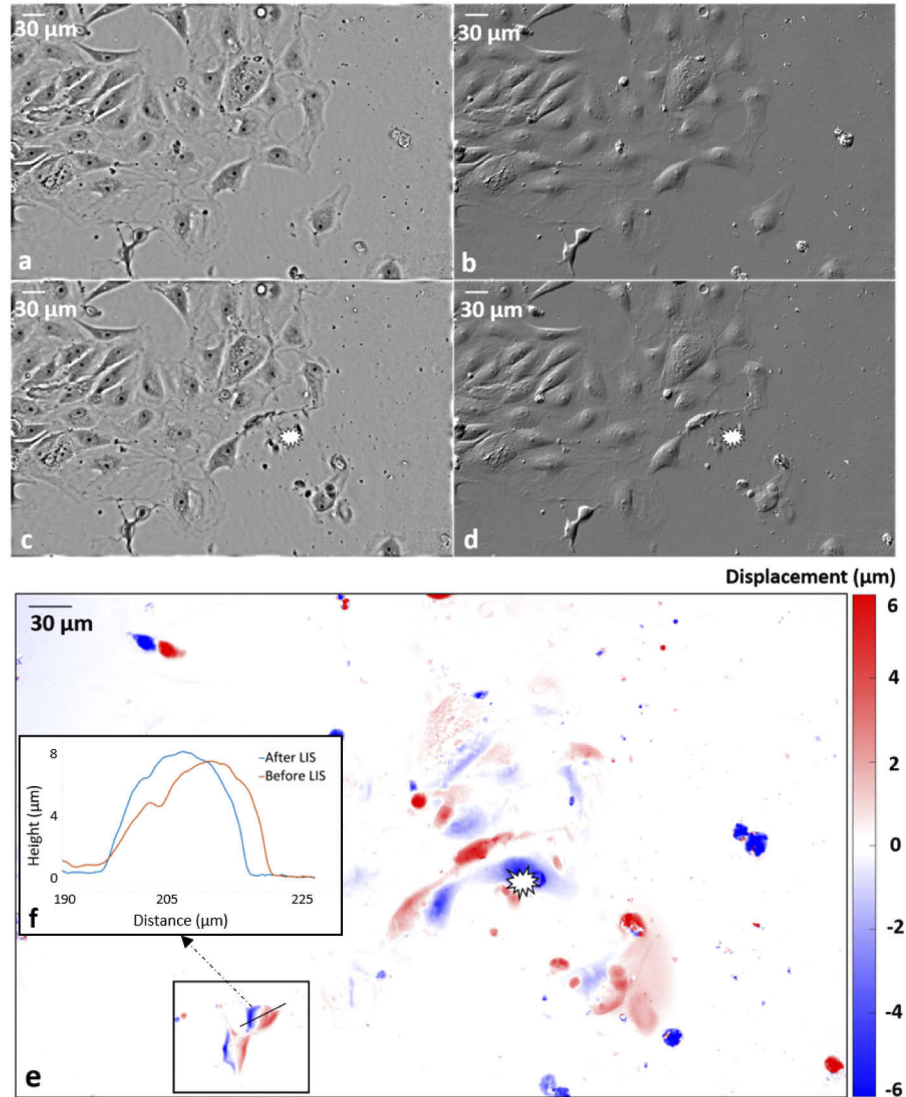 30 µm
30 µm
a
b
30 µm
30 µm
c
d
Displacement (µm)
30 µm
6
4
2
0
-2
-4
-6
8
After LIS
Before LIS
4
Height (µm)
0
190
205
225
Distance (µm)
f
e